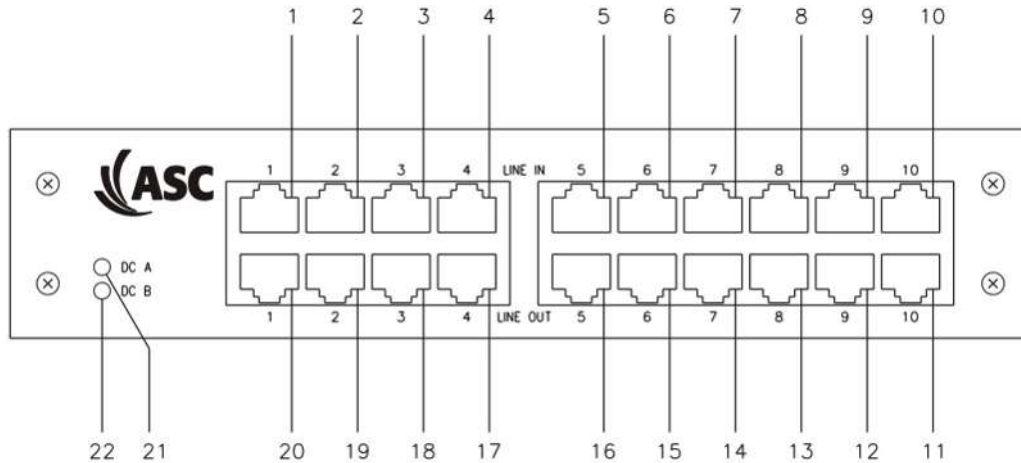 1 2 3 4 5 6 7 8 9 10
ASC
1 2 3 4 LINE IN 5 6 7 8 9 10
DC A
DC B
1 2 3 4 LINE OUT 5 6 7 8 9 10
22 21 20 19 18 17 16 15 14 13 12 11